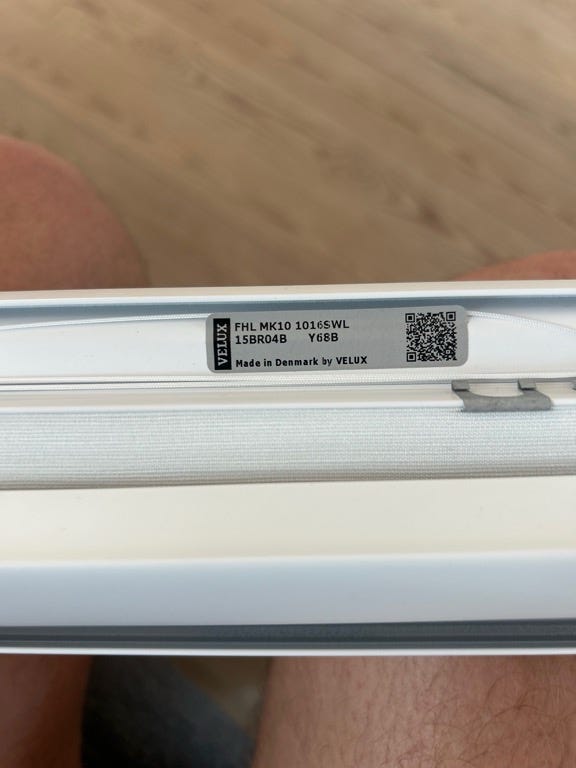 VELUX
FHL MK10 1016SWL
15BR04B Y68B
Made in Denmark by VELUX